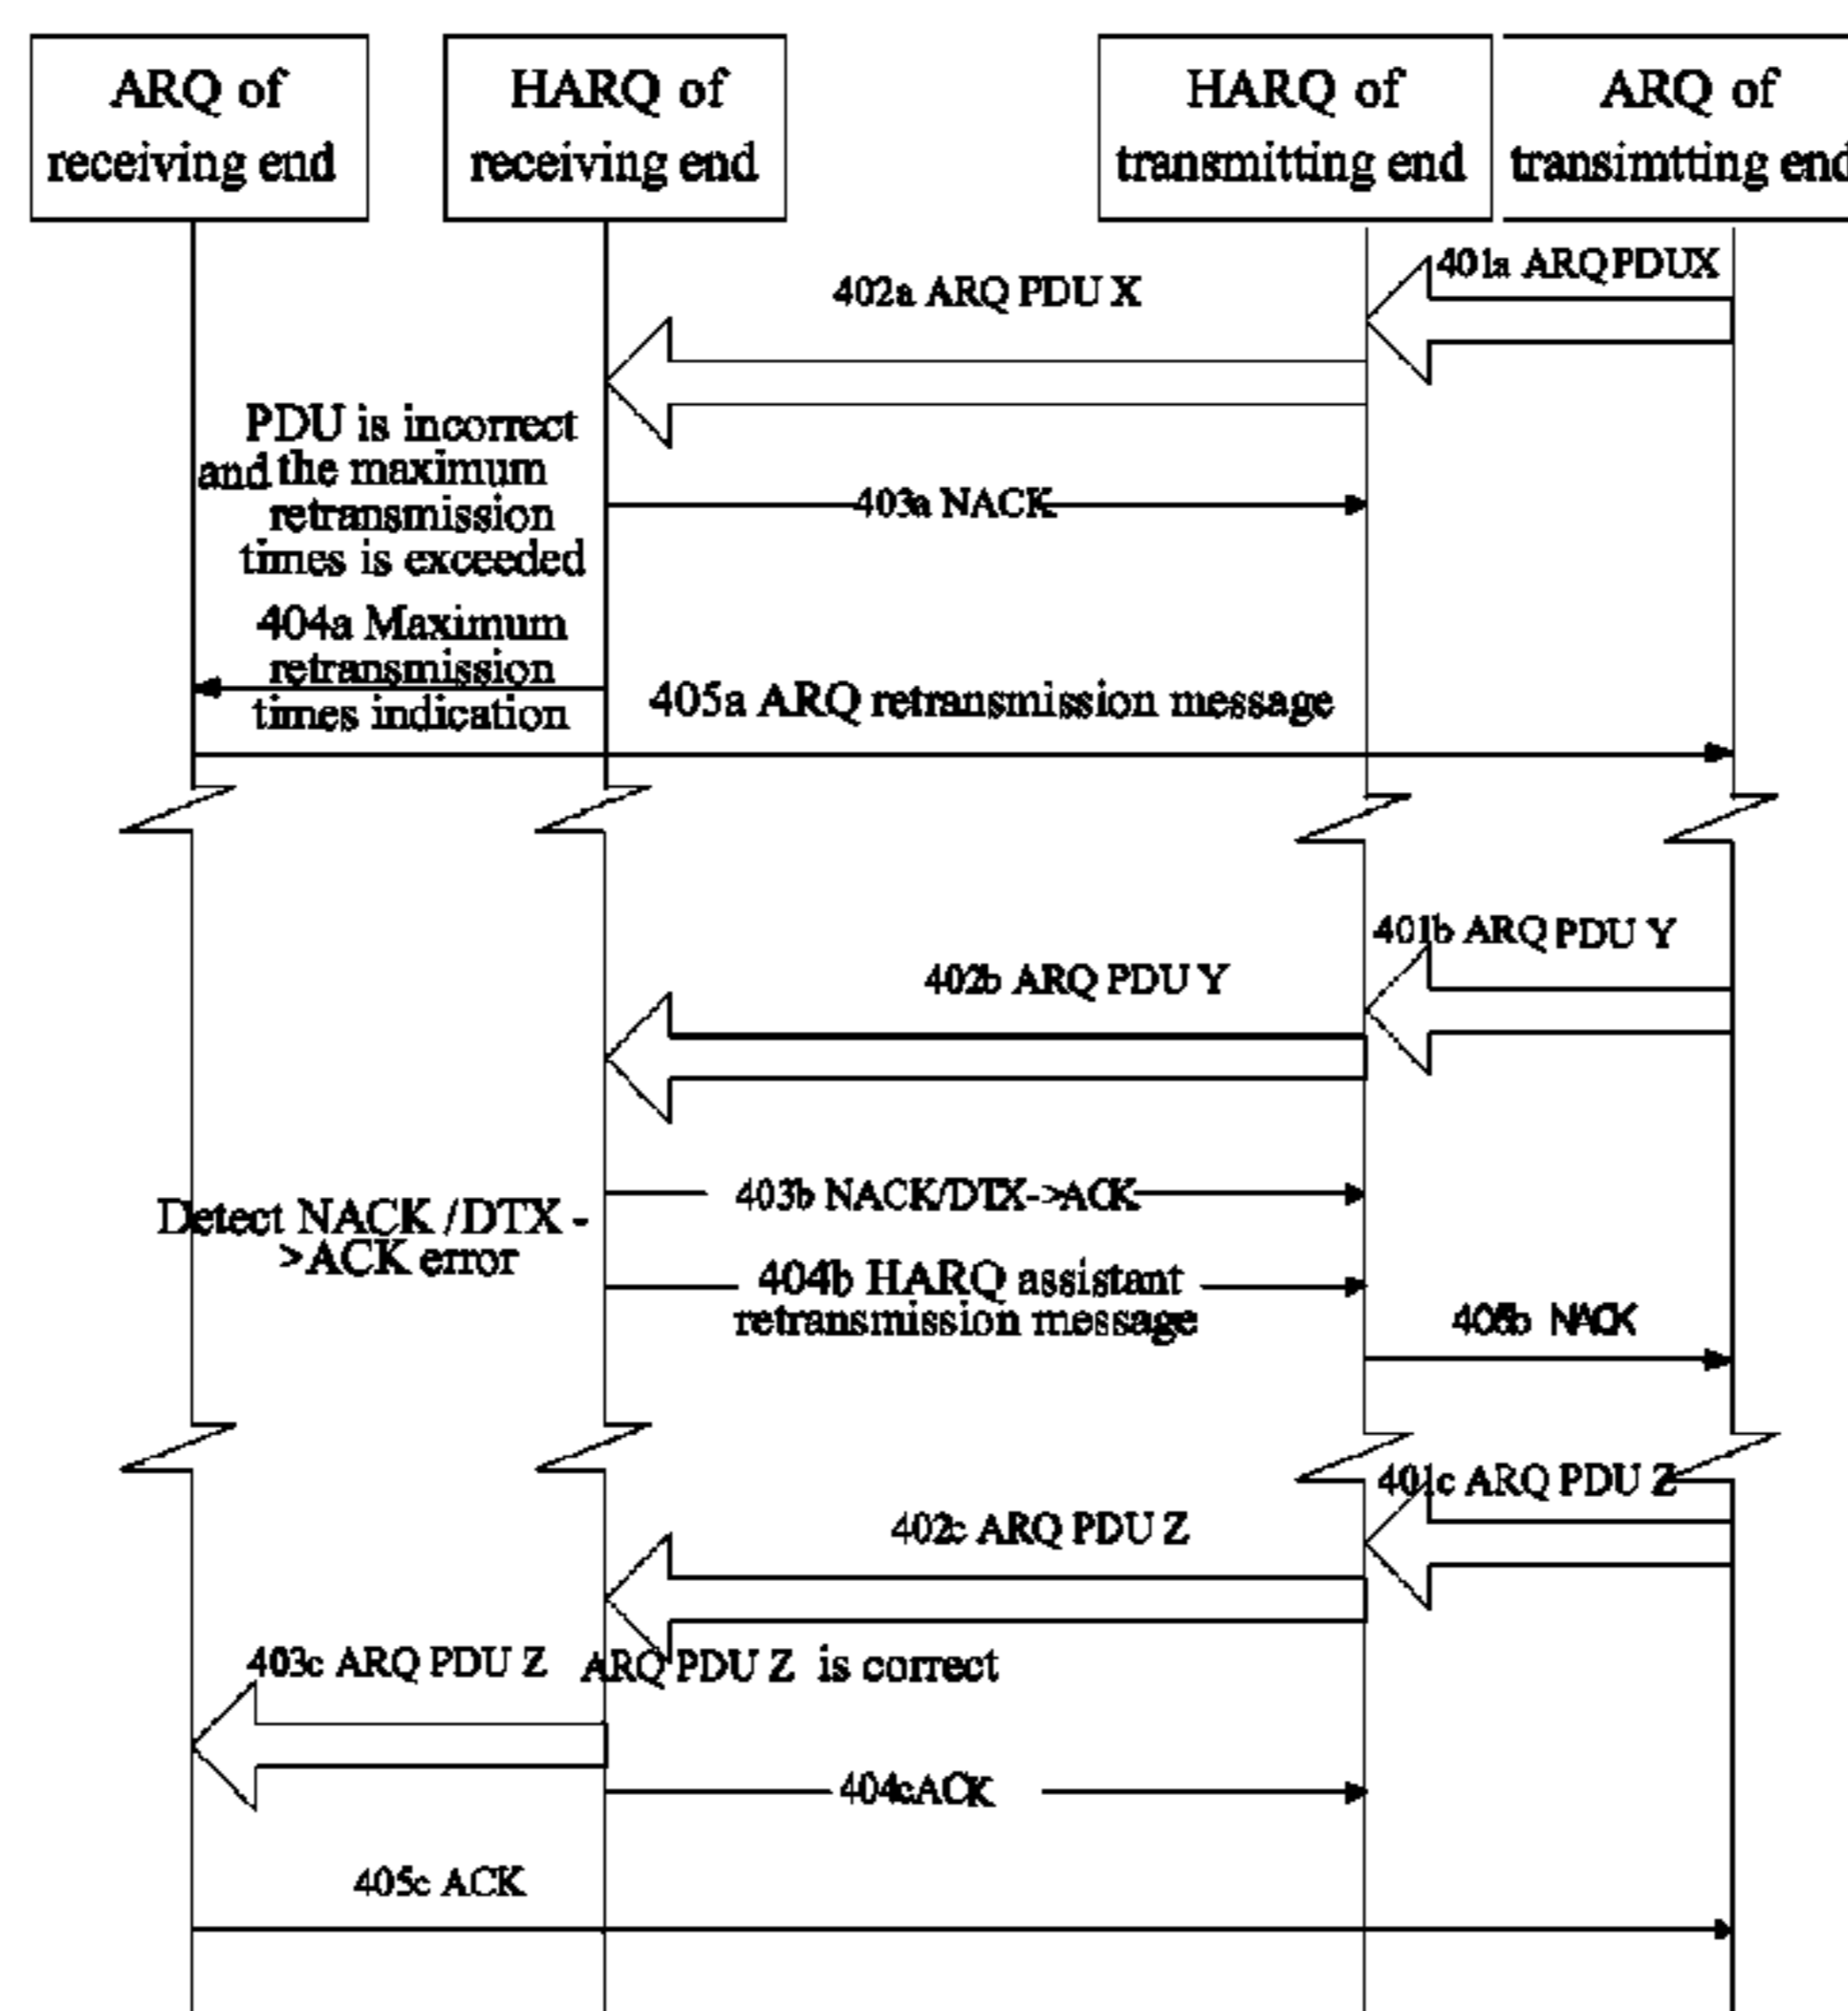 ARQ of
receiving end
HARQ of
receiving end
HARQ of
transmitting end
ARQ of
transimtting end
401a ARQ PDUX
402a ARQ PDU X
PDU is incorrect
and the maximum
retransmission
times is exceeded
403a NACK
404a Maximum
retransmission
times indication
405a ARQ retransmission message
401b ARQ PDU Y
402b ARQ PDU Y
403b NACK/DTX->ACK
Detect NACK /DTX -
>ACK error
404b HARQ assistant
retransmission message
405b NACK
401c ARQ PDU Z
402c ARQ PDU Z
403c ARQ PDU Z
ARQ PDU Z is correct
404cACK
405c ACK